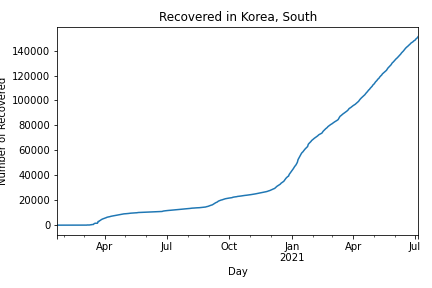 Recovered in Korea, South
Number of Recovered
140000
120000
100000
80000
60000
40000
20000
0
Apr Jul Oct Jan Apr Jul
2021
Day